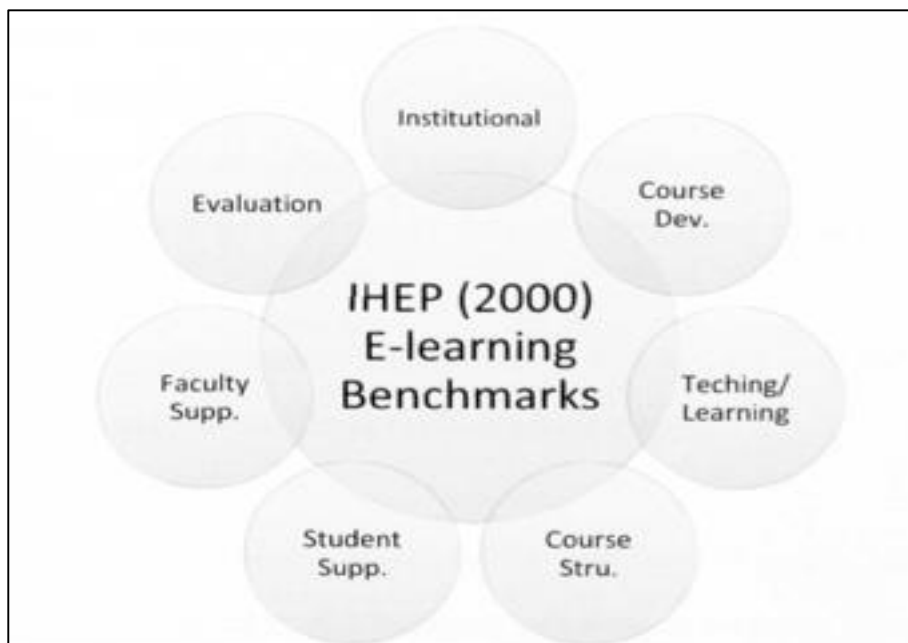 Institutional
Course
Dev.
Teching/
Learning
Course
Stru.
Student
Supp.
Faculty
Supp.
Evaluation
IHEP (2000)
E-learning
Benchmarks